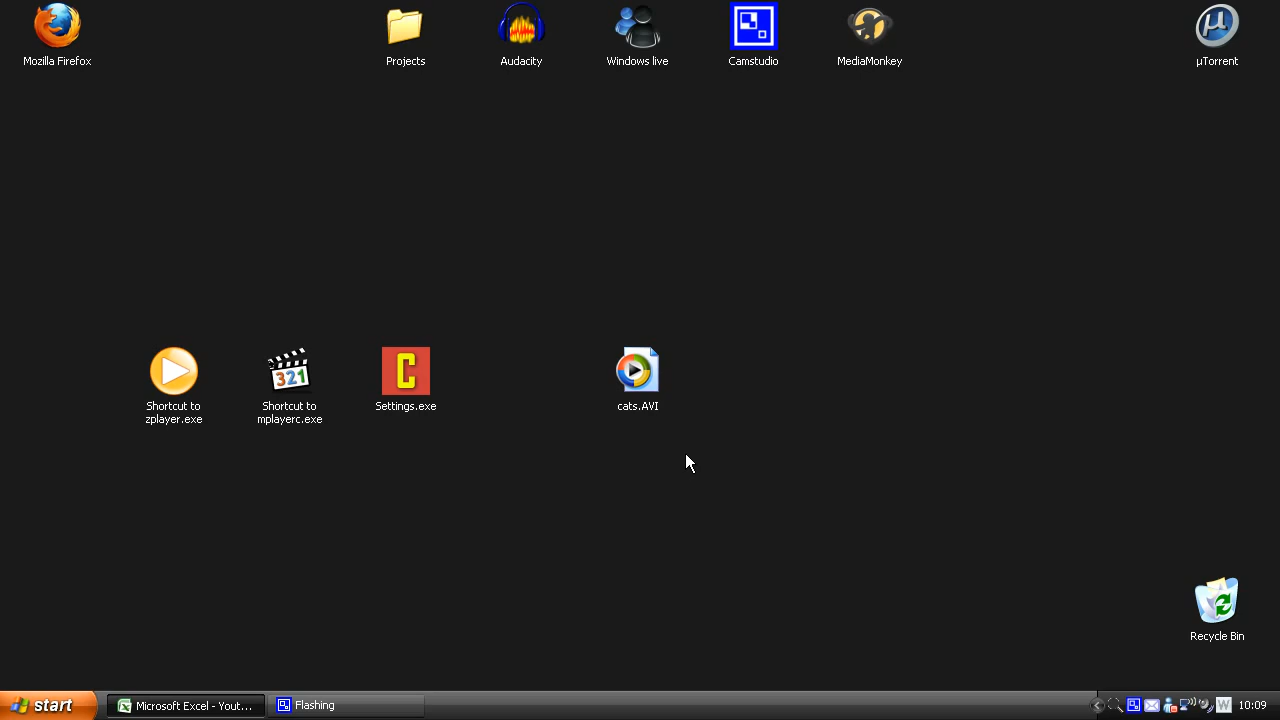 Mozilla Firefox
Projects
Audacity
Windows live
Camstudio
MediaMonkey
µTorrent
321
C
Shortcut to
zplayer.exe
Shortcut to
mplayerc.exe
Settings.exe
cats.AVI
Recycle Bin
start
Microsoft Excel - Yout...
Flashing
W
10:09